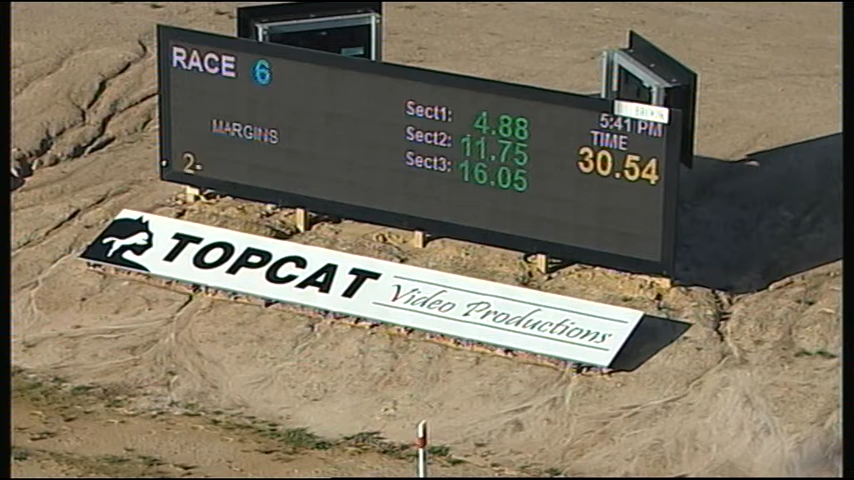 RACE 6
5:41 PM
Sect1: 4.88
TIME
MARGINS
Sect2: 11.75
30.54
Sect3: 16.05
2-
TOPCAT Video Productions